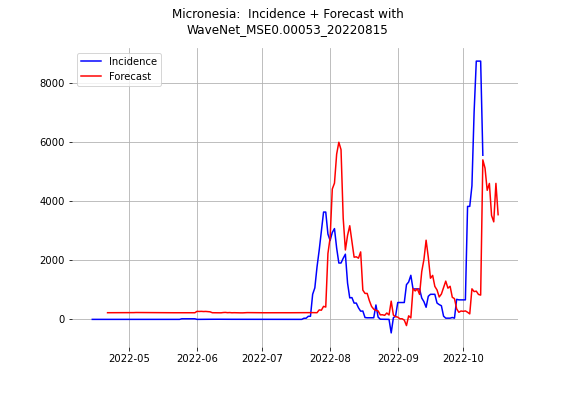 Micronesia:  Incidence + Forecast with
WaveNet_MSE0.00053_20220815
Incidence
Forecast
8000
6000
4000
2000
0
2022-05
2022-06
2022-07
2022-08
2022-09
2022-10